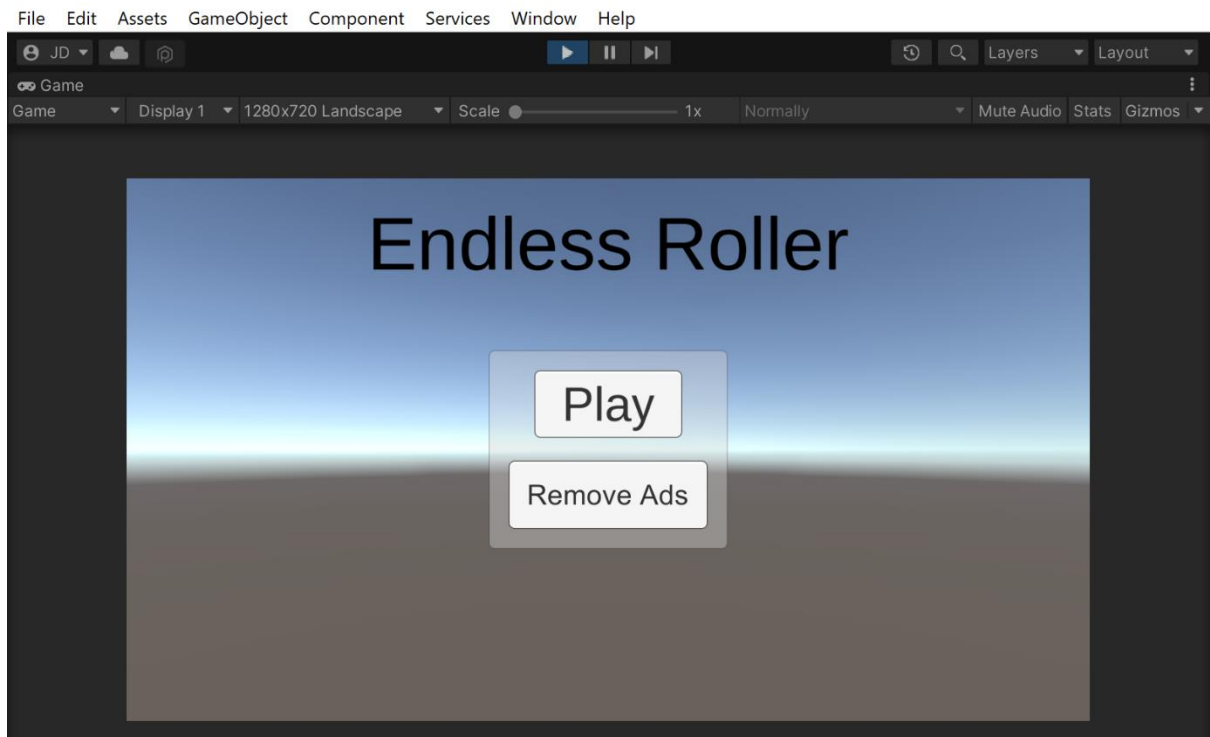 File Edit Assets GameObject Component Services Window Help
JD Layers Layout
Game
Game Display 1 1280x720 Landscape Scale 1x Normally Mute Audio Stats Gizmos
Endless Roller
Play
Remove Ads